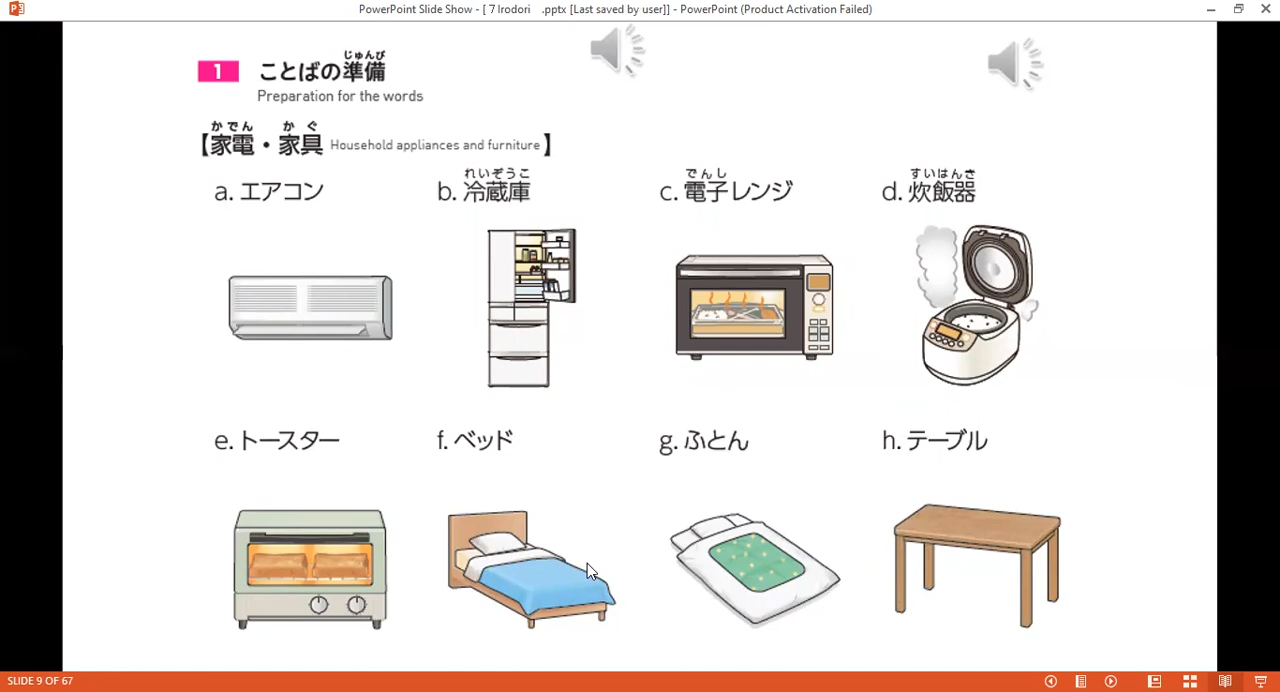 PowerPoint Slide Show - [ 7 Irodori .pptx [Last saved by user]] - PowerPoint (Product Activation Failed)
1 ことばの準備
じゅんび
Preparation for the words
かでん かぐ
【家電・家具 Household appliances and furniture】
a. エアコン
れいぞうこ
b. 冷蔵庫
でんし
c. 電子レンジ
すいはんき
d. 炊飯器
e. トースター
f. ベッド
g. ふとん
h. テーブル
SLIDE 9 OF 67